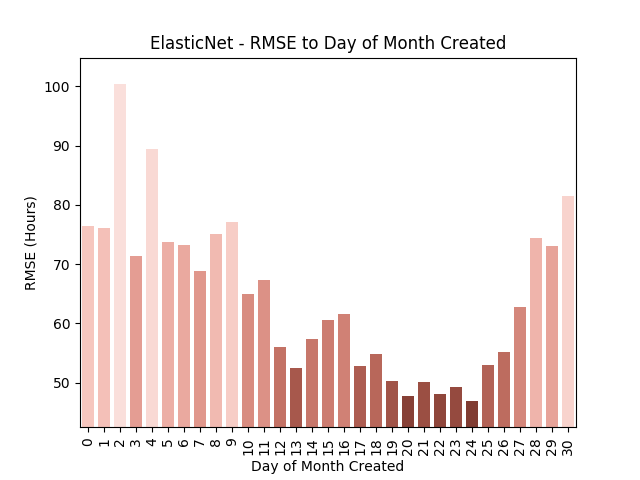 ElasticNet - RMSE to Day of Month Created
100
90
80
70
60
50
RMSE (Hours)
0 1 2 3 4 5 6 7 8 9 10 11 12 13 14 15 16 17 18 19 20 21 22 23 24 25 26 27 28 29 30
Day of Month Created